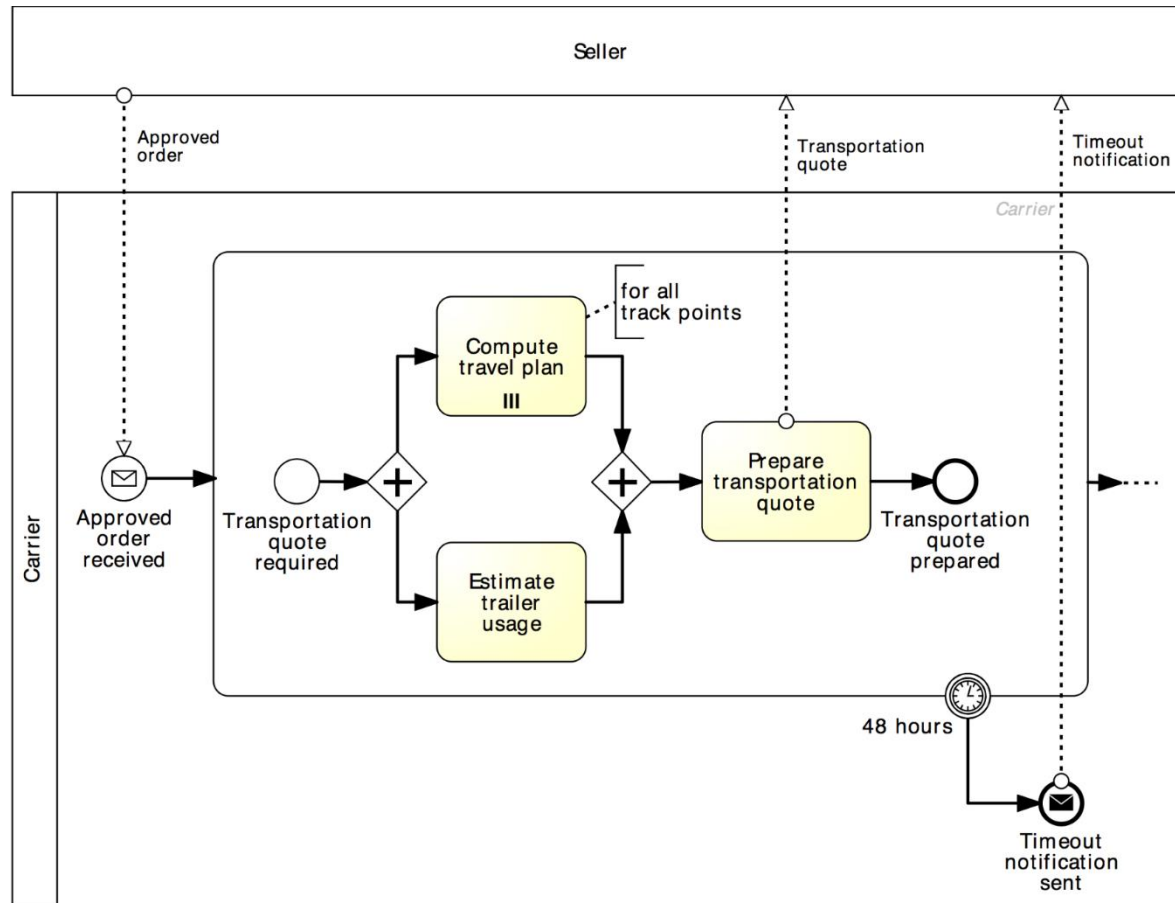 Seller
Approved
order
Transportation
quote
Timeout
notification
Carrier
Carrier
for all
track points
Compute
travel plan
Prepare
transportation
quote
Approved
order
received
Transportation
quote
required
Transportation
quote
prepared
Estimate
trailer
usage
48 hours
Timeout
notification
sent